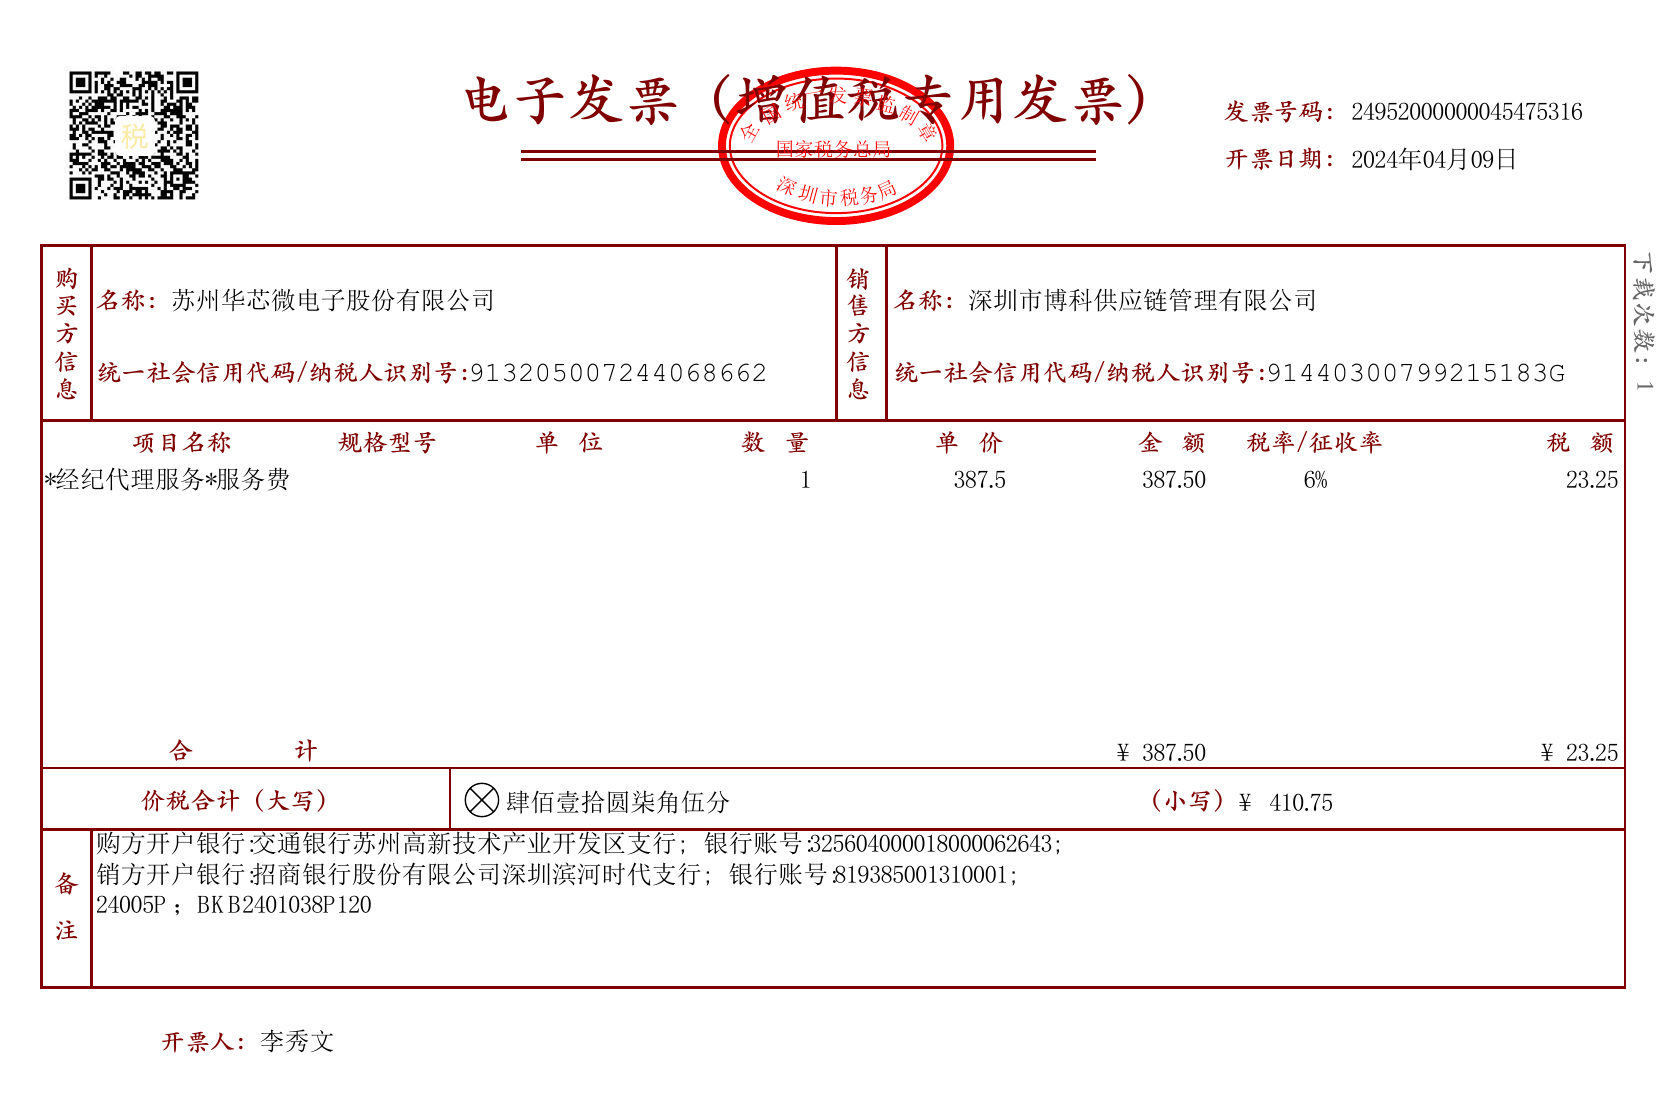 电子发票（增值税专用发票）
全国统一发票监制章
国家税务总局
深圳市税务局
税
发票号码：24952000000045475316
开票日期：2024年04月09日
下载次数：1
购买方信息
名称：苏州华芯微电子股份有限公司
统一社会信用代码/纳税人识别号:913205007244068662
销售方信息
名称：深圳市博科供应链管理有限公司
统一社会信用代码/纳税人识别号:91440300799215183G
项目名称 规格型号 单位 数量 单价 金额 税率/征收率 税额
*经纪代理服务*服务费 1 387.5 387.50 6% 23.25
合计 ¥ 387.50 ¥ 23.25
价税合计（大写） 肆佰壹拾圆柒角伍分 （小写）¥ 410.75
备注
购方开户银行:交通银行苏州高新技术产业开发区支行; 银行账号:325604000018000062643;
销方开户银行:招商银行股份有限公司深圳滨河时代支行; 银行账号:819385001310001;
24005P ；BKB2401038P120
开票人：李秀文